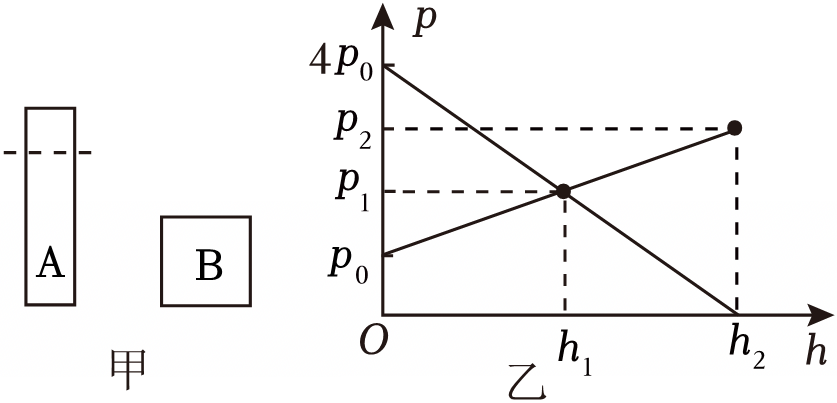 A
B
甲
p
4p₀
p₂
p₁
p₀
O
h₁
h₂
h
乙